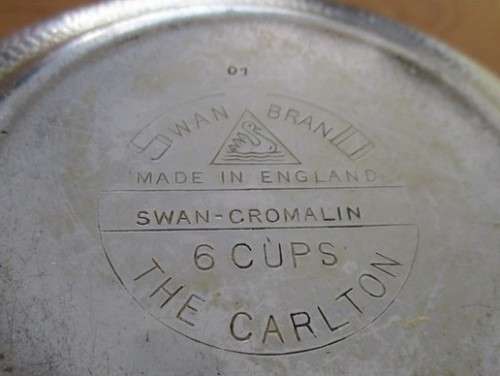 01
SWAN BRAND
MADE IN ENGLAND
SWAN-CROMALIN
6 CUPS
THE CARLTON